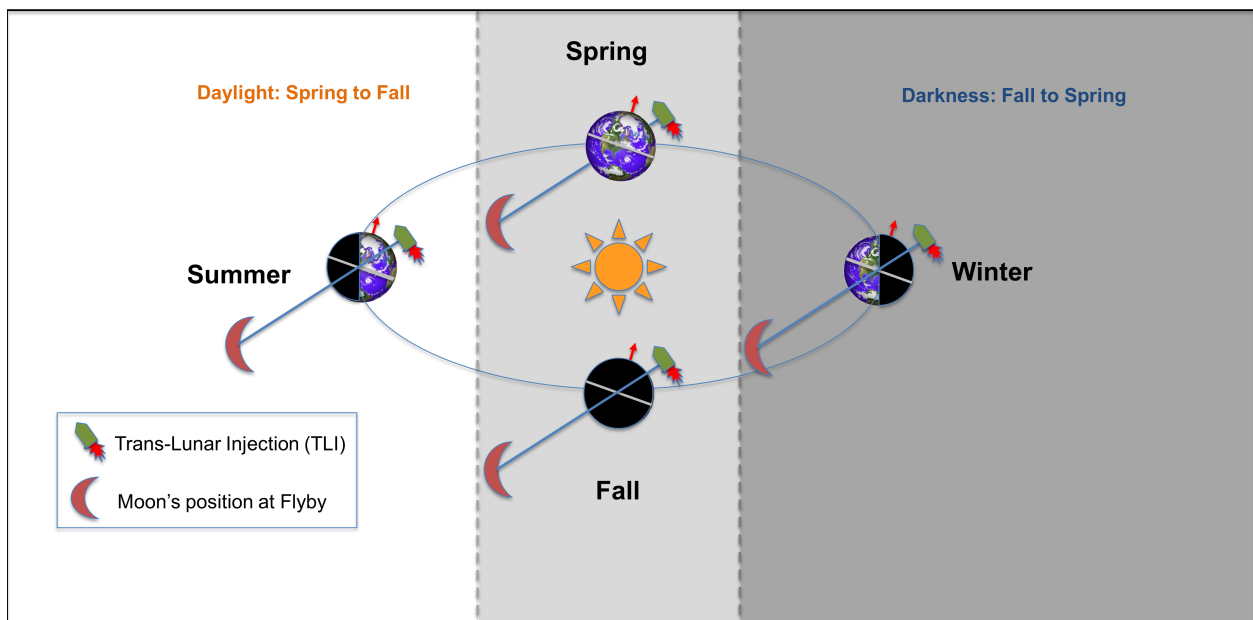 Spring
Daylight: Spring to Fall
Darkness: Fall to Spring
Summer
Winter
Fall
Trans-Lunar Injection (TLI)
Moon's position at Flyby